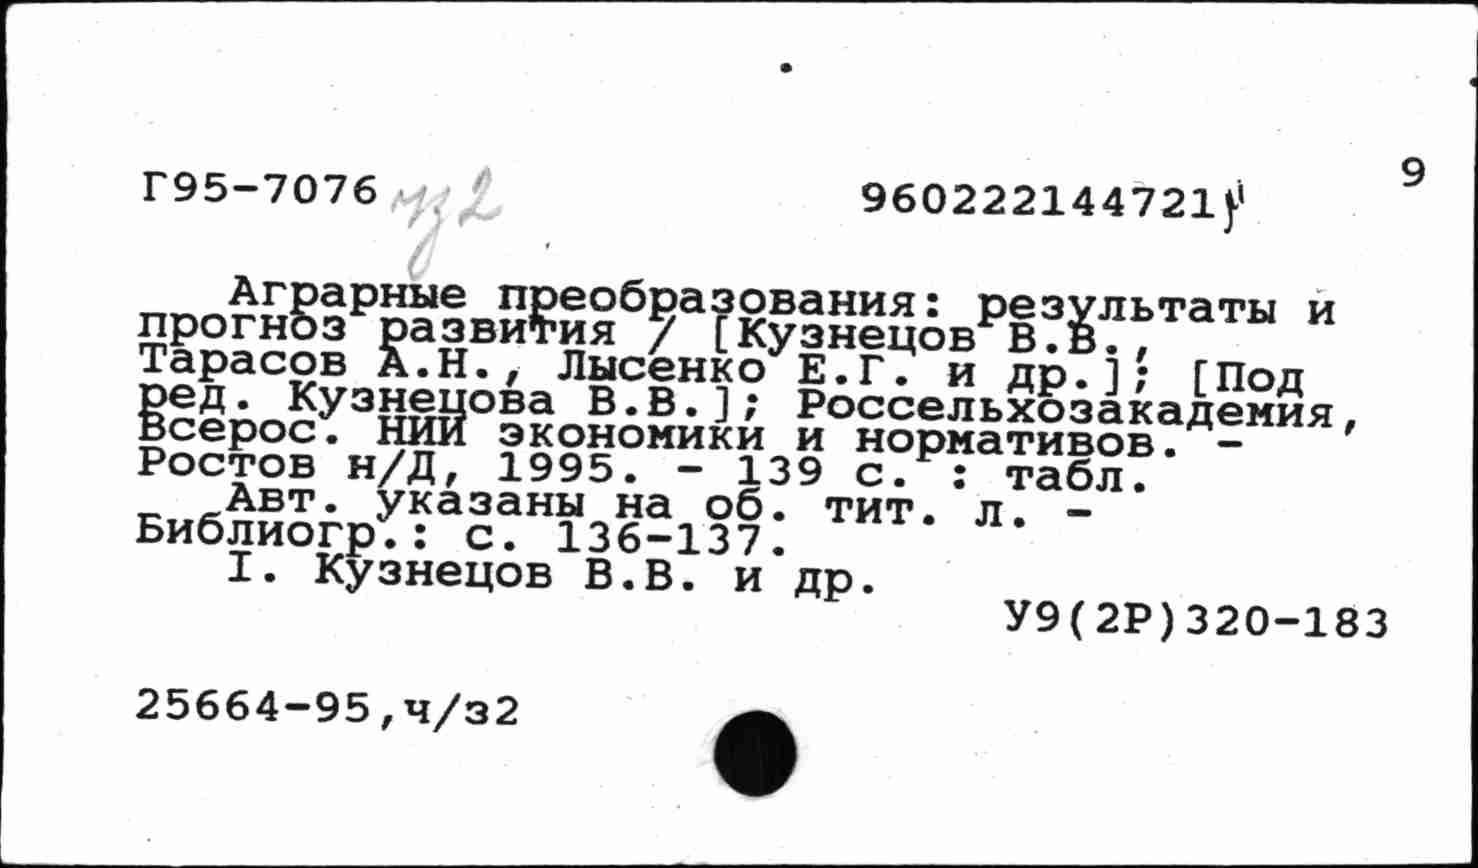 Г95-7076 чз2 960222144721 9
Аграрные преобразования: результаты и
прогноз развития / [Кузнецов В.В.,
Тарасов А.Н., Лысенко Е.Г. и др.]; [Под
ред. Кузнецова В.В.]; Россельхозакадемия,
Всерос. НИИ экономики и нормативов. -
Ростов н/Д, 1995. - 139 с. : табл.
Авт. указаны на об. тит. л. -
Библиогр.: с. 136-137.
I. Кузнецов В.В. и др.
У9(2Р)320-183
25664-95,ч/з2